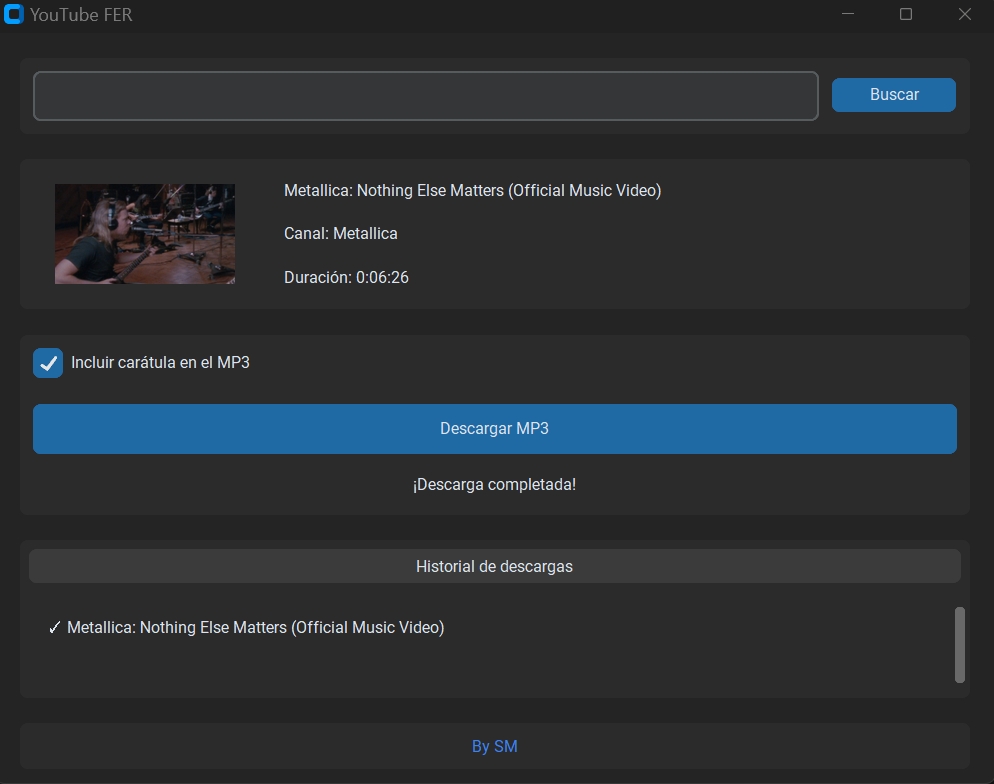 YouTube FER
Buscar
Metallica: Nothing Else Matters (Official Music Video)
Canal: Metallica
Duración: 0:06:26
Incluir carátula en el MP3
Descargar MP3
¡Descarga completada!
Historial de descargas
✓ Metallica: Nothing Else Matters (Official Music Video)
By SM